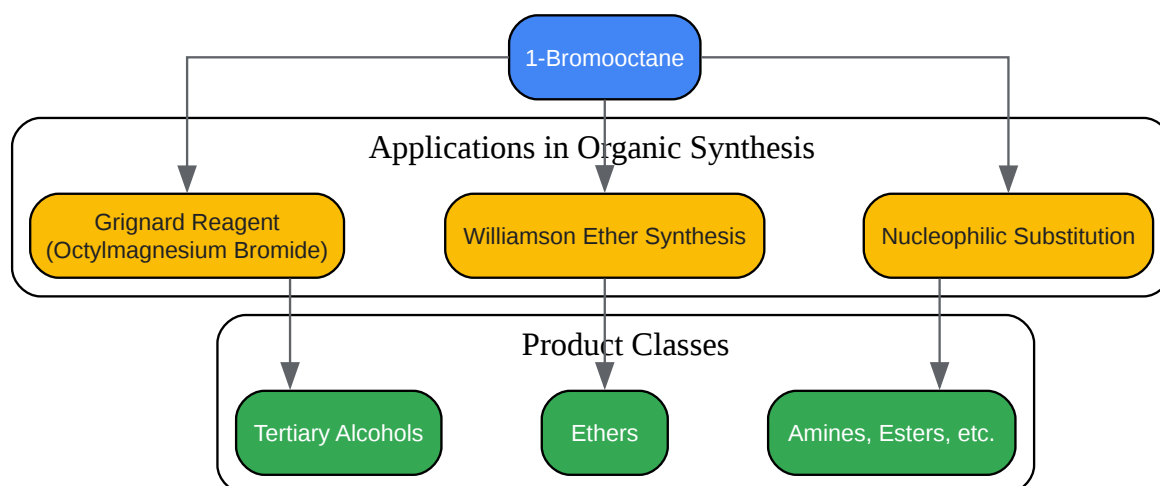 1-Bromooctane
Applications in Organic Synthesis
Grignard Reagent
(Octylmagnesium Bromide)
Williamson Ether Synthesis
Nucleophilic Substitution
Product Classes
Tertiary Alcohols
Ethers
Amines, Esters, etc.